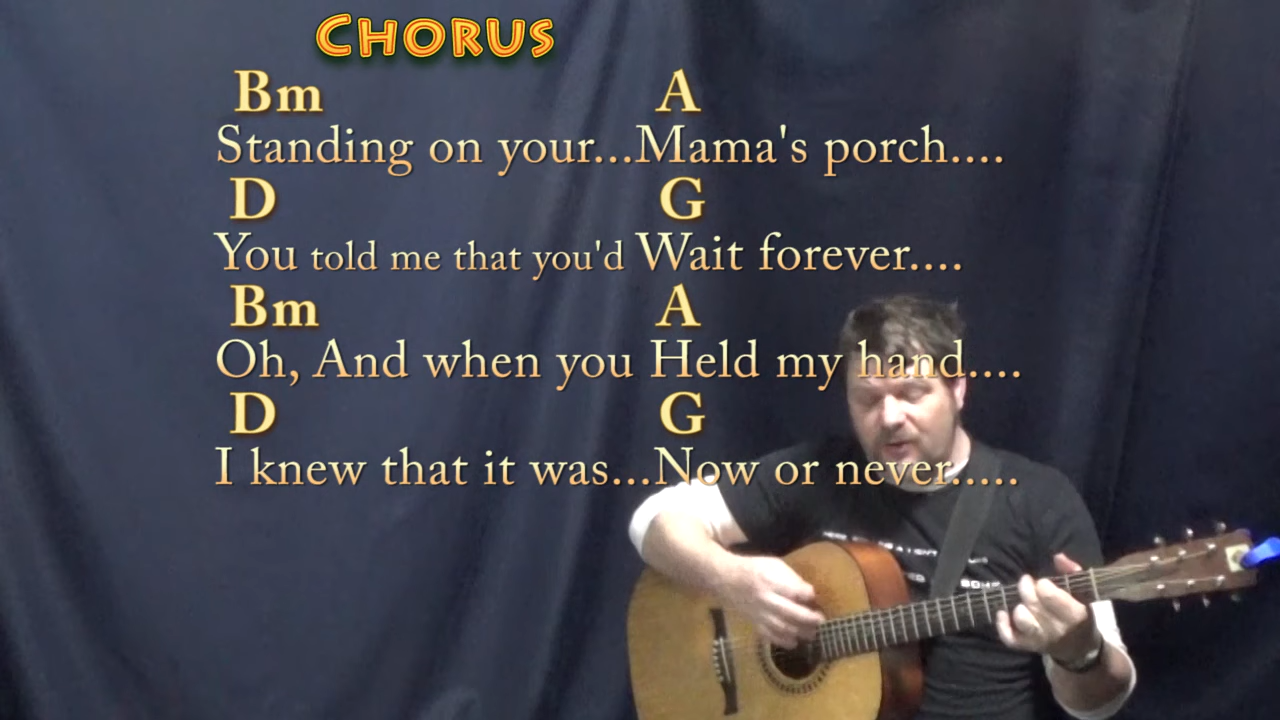 CHORUS
Bm A
Standing on your...Mama's porch....
D G
You told me that you'd Wait forever....
Bm A
Oh, And when you Held my hand....
D G
I knew that it was...Now or never.....